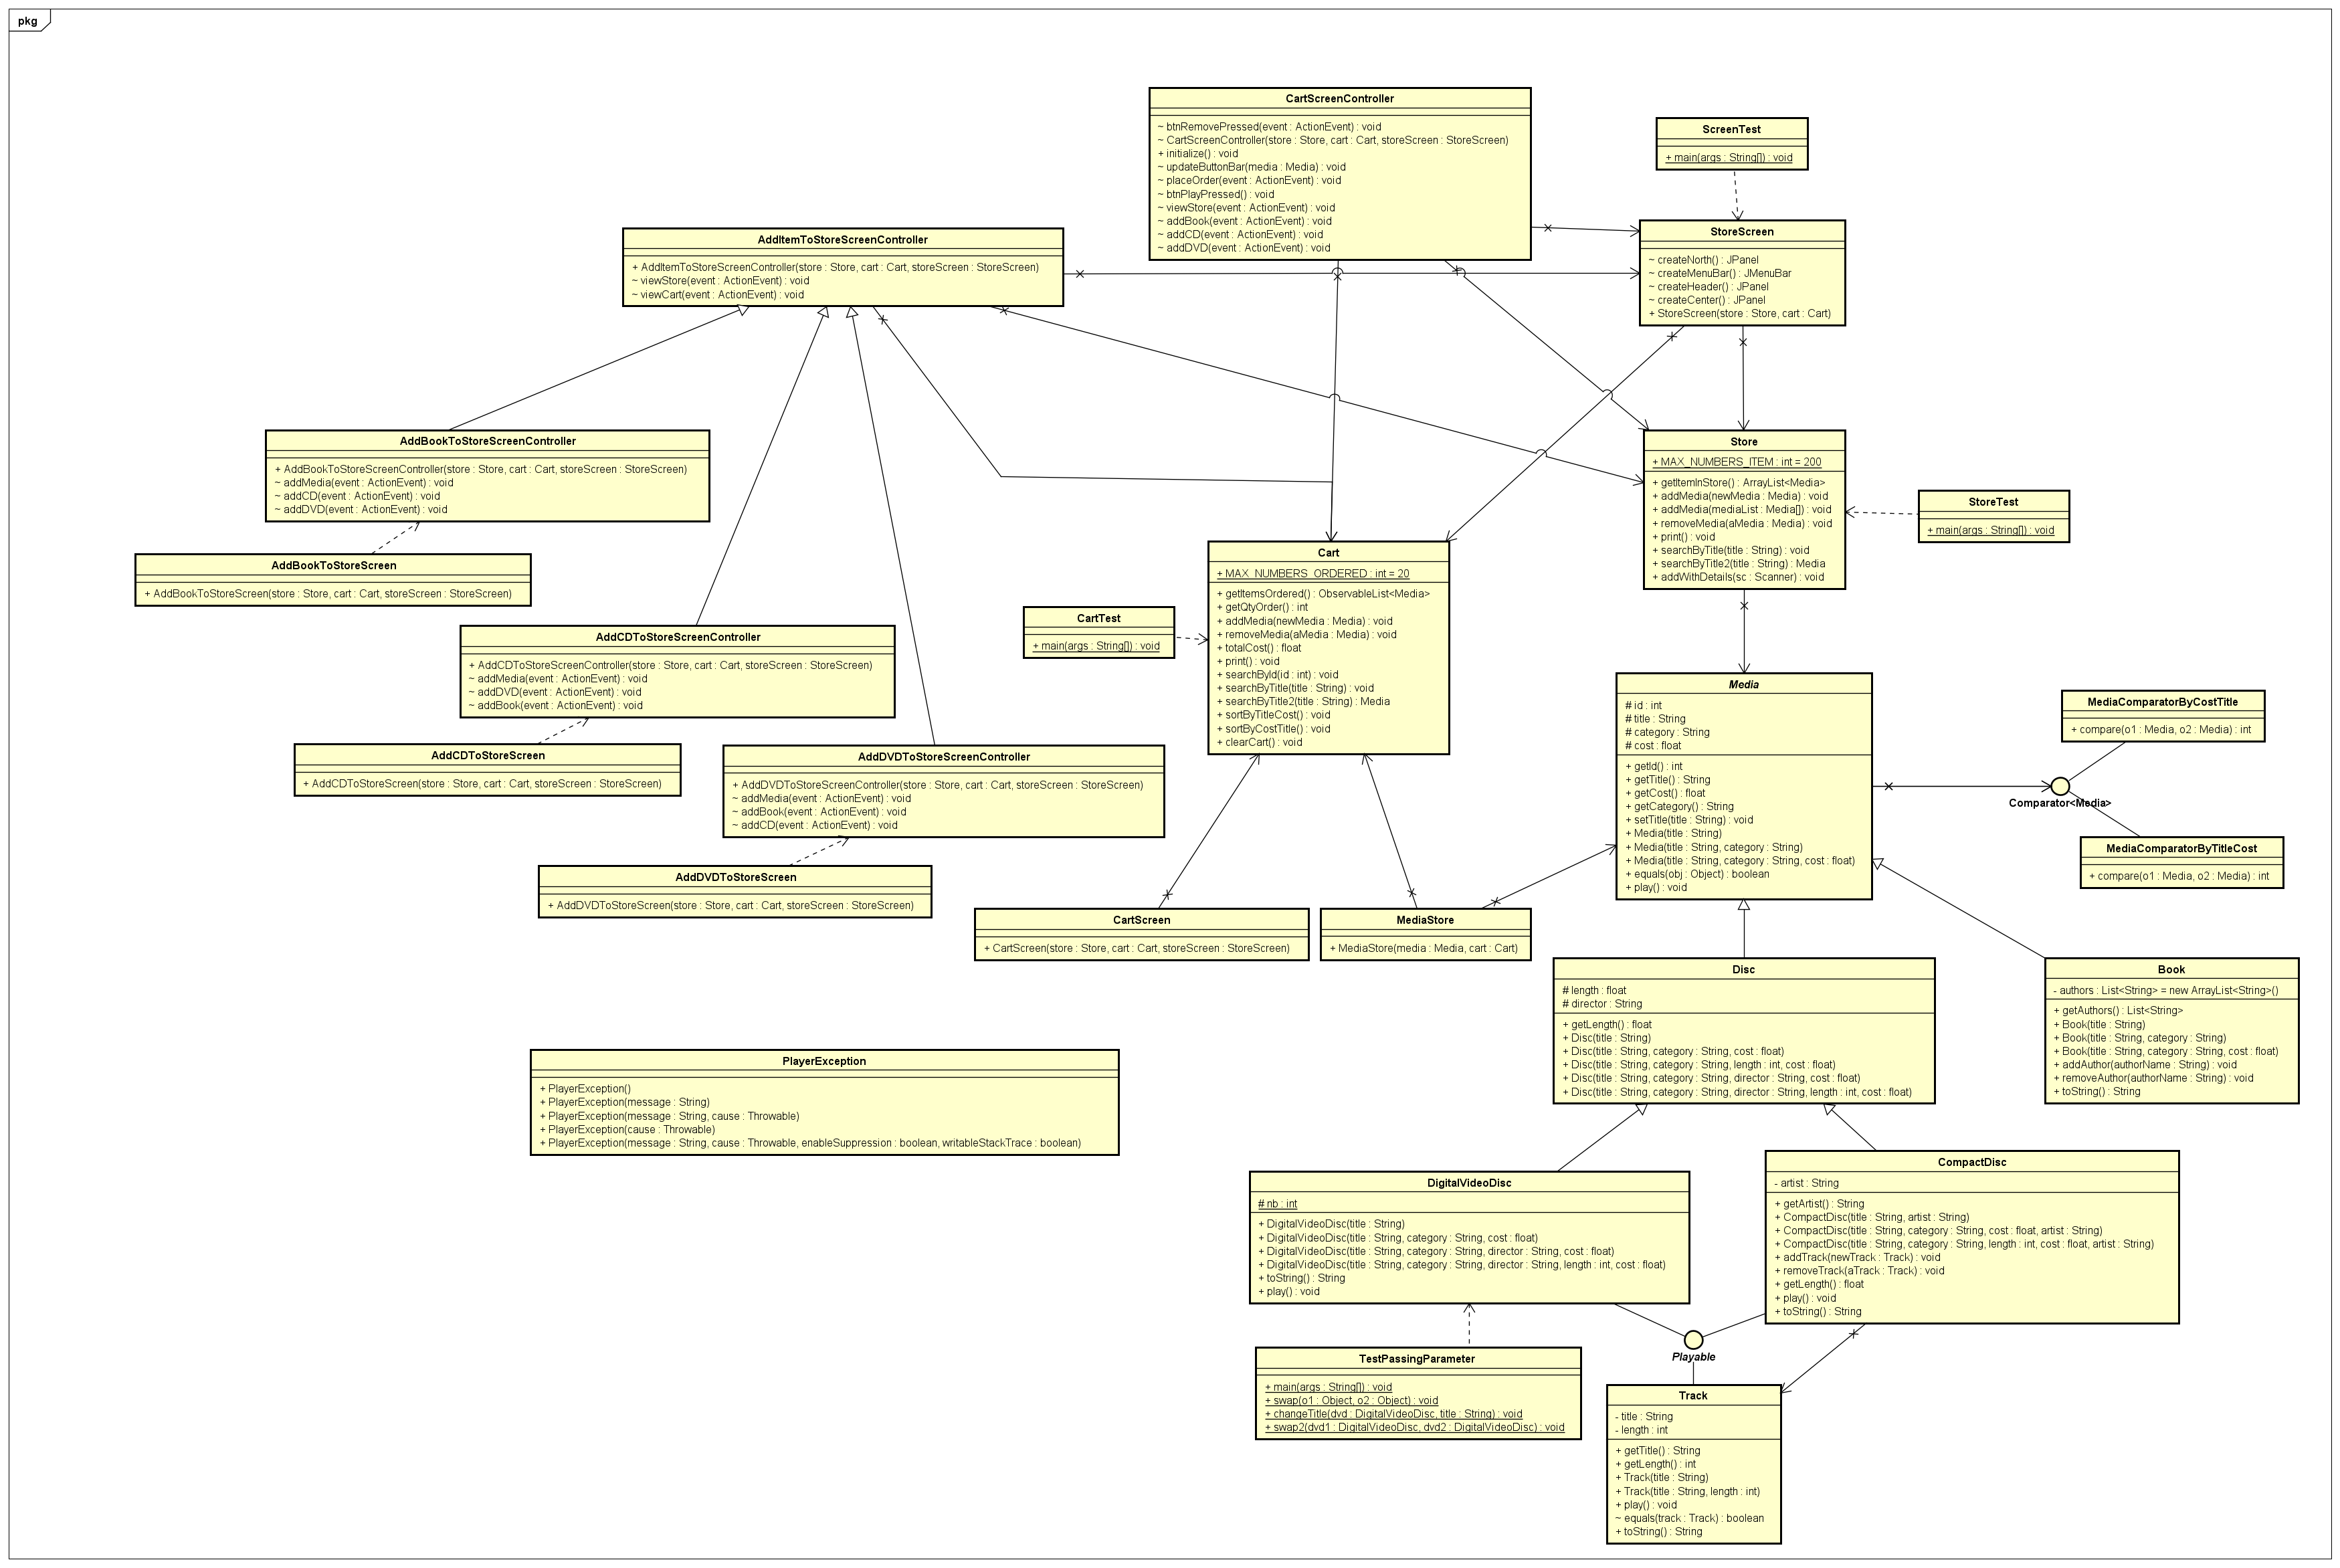 pkg
CartScreenController
~ btnRemovePressed(event : ActionEvent) : void
~ CartScreenController(store : Store, cart : Cart, storeScreen : StoreScreen)
+ initialize() : void
~ updateButtonBar(media : Media) : void
~ placeOrder(event : ActionEvent) : void
~ btnPlayPressed() : void
~ viewStore(event : ActionEvent) : void
~ addBook(event : ActionEvent) : void
~ addCD(event : ActionEvent) : void
~ addDVD(event : ActionEvent) : void
ScreenTest
+ main(args : String[]) : void
StoreScreen
~ createNorth() : JPanel
~ createMenuBar() : JMenuBar
~ createHeader() : JPanel
~ createCenter() : JPanel
+ StoreScreen(store : Store, cart : Cart)
AddItemToStoreScreenController
+ AddItemToStoreScreenController(store : Store, cart : Cart, storeScreen : StoreScreen)
~ viewStore(event : ActionEvent) : void
~ viewCart(event : ActionEvent) : void
AddBookToStoreScreenController
+ AddBookToStoreScreenController(store : Store, cart : Cart, storeScreen : StoreScreen)
~ addMedia(event : ActionEvent) : void
~ addCD(event : ActionEvent) : void
~ addDVD(event : ActionEvent) : void
AddBookToStoreScreen
+ AddBookToStoreScreen(store : Store, cart : Cart, storeScreen : StoreScreen)
Store
+ MAX_NUMBERS_ITEM : int = 200
+ getItemInStore() : ArrayList<Media>
+ addMedia(newMedia : Media) : void
+ addMedia(mediaList : Media[]) : void
+ removeMedia(aMedia : Media) : void
+ print() : void
+ searchByTitle(title : String) : void
+ searchByTitle2(title : String) : Media
+ addWithDetails(sc : Scanner) : void
StoreTest
+ main(args : String[]) : void
Cart
+ MAX_NUMBERS_ORDERED : int = 20
+ getItemsOrdered() : ObservableList<Media>
+ getQtyOrder() : int
+ addMedia(newMedia : Media) : void
+ removeMedia(aMedia : Media) : void
+ totalCost() : float
+ print() : void
+ searchById(id : int) : void
+ searchByTitle(title : String) : void
+ searchByTitle2(title : String) : Media
+ sortByTitleCost() : void
+ sortByCostTitle() : void
+ clearCart() : void
CartTest
+ main(args : String[]) : void
AddCDToStoreScreenController
+ AddCDToStoreScreenController(store : Store, cart : Cart, storeScreen : StoreScreen)
~ addMedia(event : ActionEvent) : void
~ addDVD(event : ActionEvent) : void
~ addBook(event : ActionEvent) : void
AddCDToStoreScreen
+ AddCDToStoreScreen(store : Store, cart : Cart, storeScreen : StoreScreen)
AddDVDToStoreScreenController
+ AddDVDToStoreScreenController(store : Store, cart : Cart, storeScreen : StoreScreen)
~ addMedia(event : ActionEvent) : void
~ addBook(event : ActionEvent) : void
~ addCD(event : ActionEvent) : void
AddDVDToStoreScreen
+ AddDVDToStoreScreen(store : Store, cart : Cart, storeScreen : StoreScreen)
Media
# id : int
# title : String
# category : String
# cost : float
+ getId() : int
+ getTitle() : String
+ getCost() : float
+ getCategory() : String
+ setTitle(title : String) : void
+ Media(title : String)
+ Media(title : String, category : String)
+ Media(title : String, category : String, cost : float)
+ equals(obj : Object) : boolean
+ play() : void
MediaComparatorByCostTitle
+ compare(o1 : Media, o2 : Media) : int
Comparator<Media>
MediaComparatorByTitleCost
+ compare(o1 : Media, o2 : Media) : int
CartScreen
+ CartScreen(store : Store, cart : Cart, storeScreen : StoreScreen)
MediaStore
+ MediaStore(media : Media, cart : Cart)
Disc
# length : float
# director : String
+ getLength() : float
+ Disc(title : String)
+ Disc(title : String, category : String, cost : float)
+ Disc(title : String, category : String, length : int, cost : float)
+ Disc(title : String, category : String, director : String, cost : float)
+ Disc(title : String, category : String, director : String, length : int, cost : float)
Book
- authors : List<String> = new ArrayList<String>()
+ getAuthors() : List<String>
+ Book(title : String)
+ Book(title : String, category : String)
+ Book(title : String, category : String, cost : float)
+ addAuthor(authorName : String) : void
+ removeAuthor(authorName : String) : void
+ toString() : String
PlayerException
+ PlayerException()
+ PlayerException(message : String)
+ PlayerException(message : String, cause : Throwable)
+ PlayerException(cause : Throwable)
+ PlayerException(message : String, cause : Throwable, enableSuppression : boolean, writableStackTrace : boolean)
DigitalVideoDisc
# nb : int
+ DigitalVideoDisc(title : String)
+ DigitalVideoDisc(title : String, category : String, cost : float)
+ DigitalVideoDisc(title : String, category : String, director : String, cost : float)
+ DigitalVideoDisc(title : String, category : String, director : String, length : int, cost : float)
+ toString() : String
+ play() : void
CompactDisc
- artist : String
+ getArtist() : String
+ CompactDisc(title : String, artist : String)
+ CompactDisc(title : String, category : String, cost : float, artist : String)
+ CompactDisc(title : String, category : String, length : int, cost : float, artist : String)
+ addTrack(newTrack : Track) : void
+ removeTrack(aTrack : Track) : void
+ getLength() : float
+ play() : void
+ toString() : String
Playable
TestPassingParameter
+ main(args : String[]) : void
+ swap(o1 : Object, o2 : Object) : void
+ changeTitle(dvd : DigitalVideoDisc, title : String) : void
+ swap2(dvd1 : DigitalVideoDisc, dvd2 : DigitalVideoDisc) : void
Track
- title : String
- length : int
+ getTitle() : String
+ getLength() : int
+ Track(title : String)
+ Track(title : String, length : int)
+ play() : void
~ equals(track : Track) : boolean
+ toString() : String